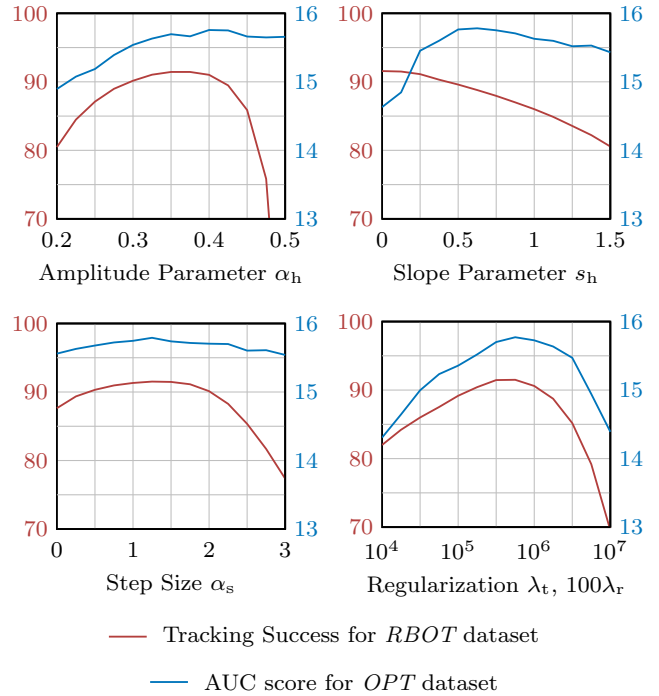 100 16
90 15
80 14
70 13
0.2 0.3 0.4 0.5
Amplitude Parameter αh
100 16
90 15
80 14
70 13
0 0.5 1 1.5
Slope Parameter sh
100 16
90 15
80 14
70 13
0 1 2 3
Step Size αs
100 16
90 15
80 14
70 13
10^4 10^5 10^6 10^7
Regularization λt, 100λr
Tracking Success for RBOT dataset
AUC score for OPT dataset